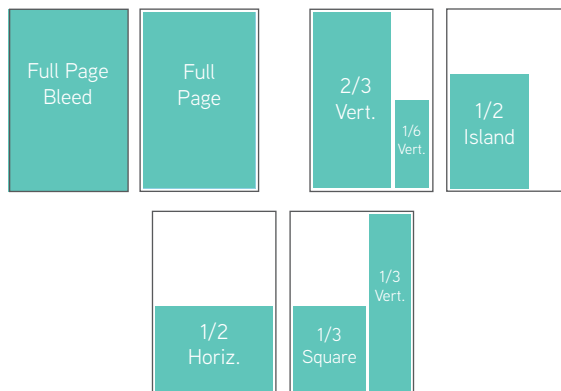 Full Page
Bleed
Full
Page
2/3
Vert.
1/6
Vert.
1/2
Island
1/2
Horiz.
1/3
Square
1/3
Vert.